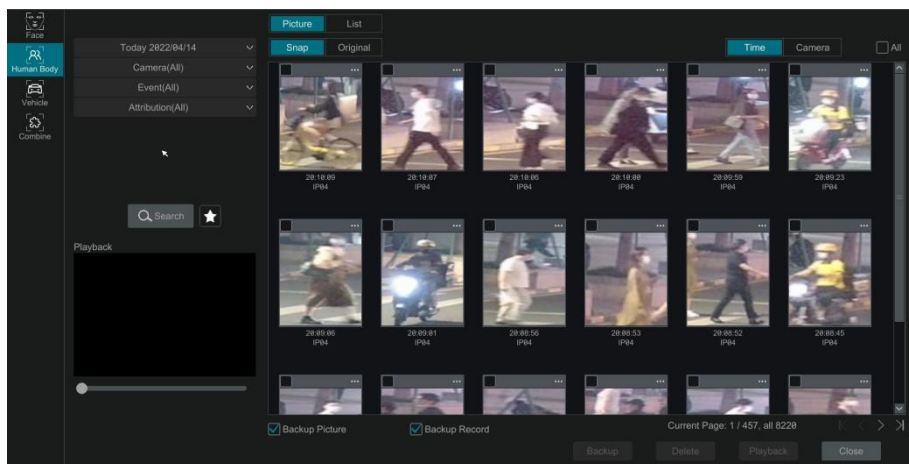 Face
Human Body
Vehicle
Combine
Today 2022/04/14
Camera(All)
Event(All)
Attribution(All)
Search
Playback
Picture List
Snap Original
Time Camera All
20:10:09 20:10:07 20:10:06 20:10:00 20:09:59 20:09:23
IP04 IP04 IP04 IP04 IP04 IP04
20:09:06 20:09:01 20:08:56 20:08:53 20:08:52 20:08:45
IP04 IP04 IP04 IP04 IP04 IP04
Backup Picture Backup Record
Current Page: 1 / 457, all 8220
Backup Delete Playback Close